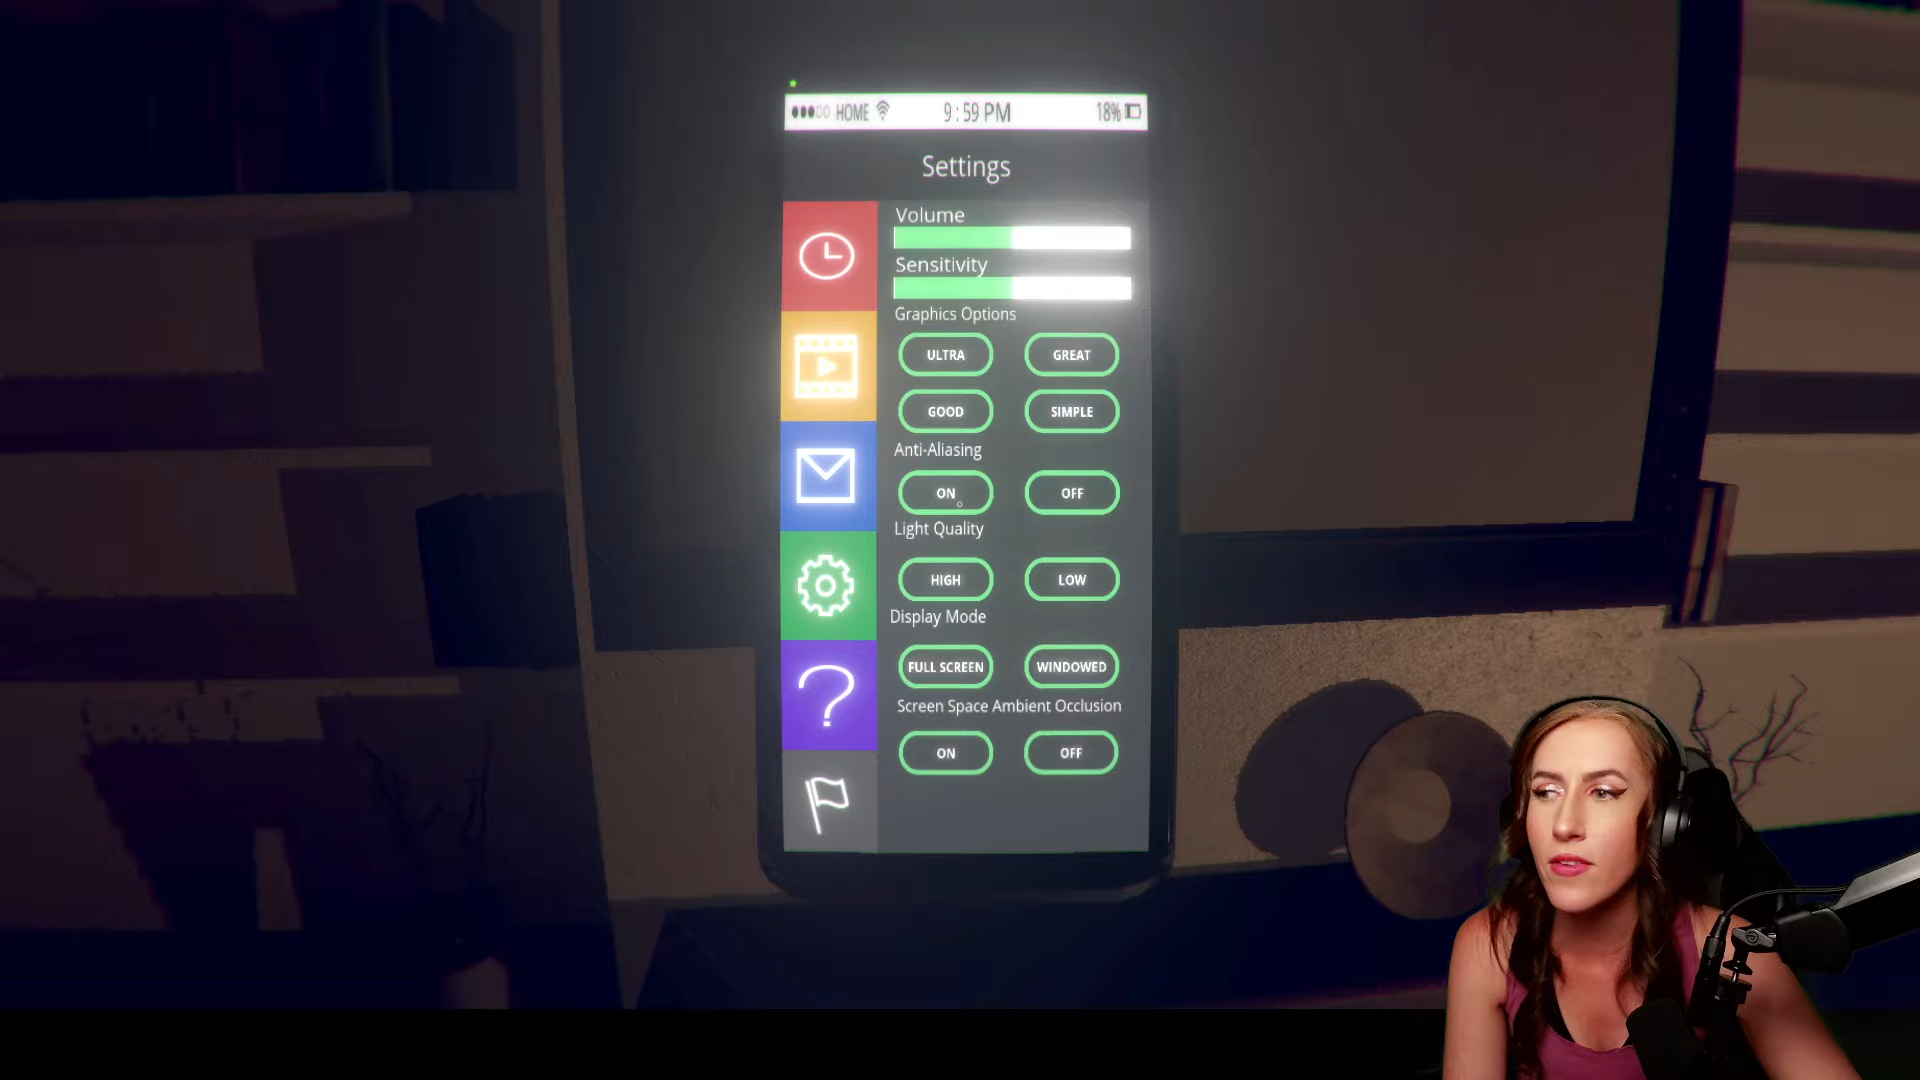 HOME 9:59 PM 18%
Settings
Volume
Sensitivity
Graphics Options
ULTRA GREAT
GOOD SIMPLE
Anti-Aliasing
ON OFF
Light Quality
HIGH LOW
Display Mode
FULL SCREEN WINDOWED
Screen Space Ambient Occlusion
ON OFF